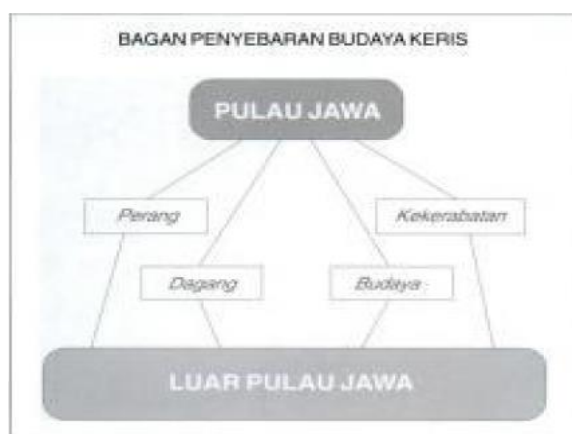 BAGAN PENYEBARAN BUDAYA KERIS
PULAU JAWA
Perang
Kekerabatan
Dagang
Budaya
LUAR PULAU JAWA